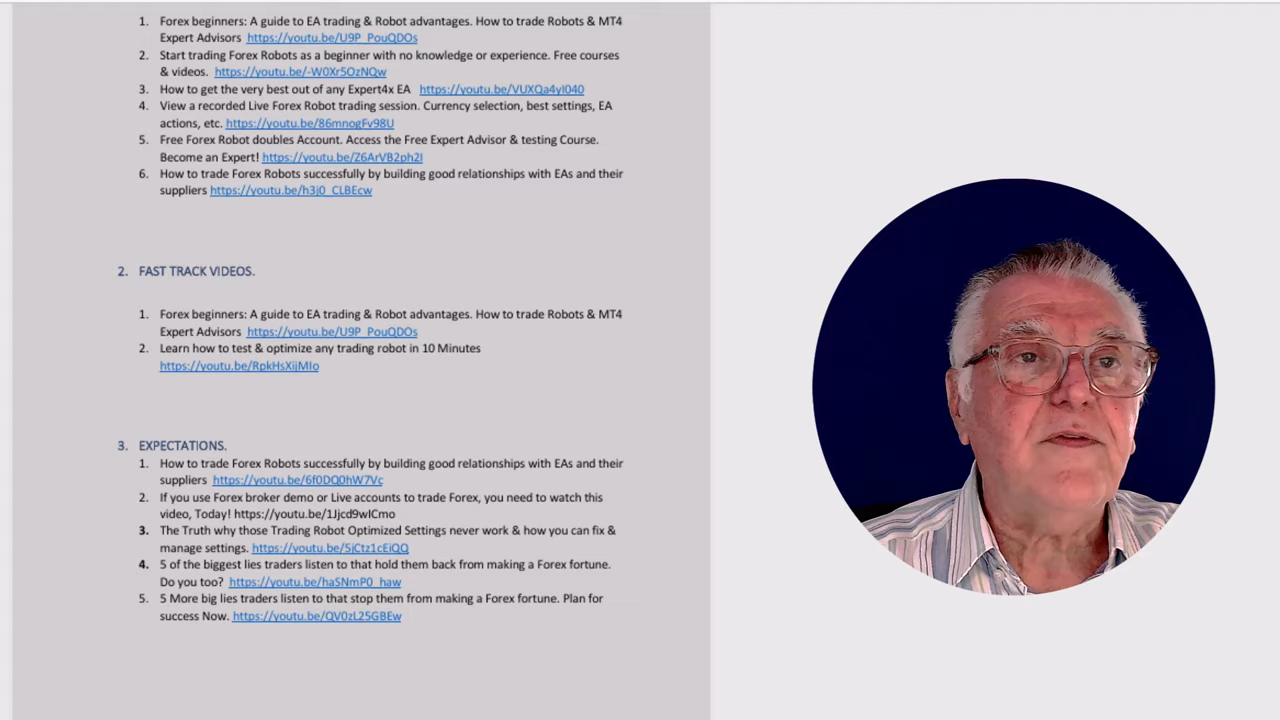 1. Forex beginners: A guide to EA trading & Robot advantages. How to trade Robots & MT4
Expert Advisors https://youtu.be/U9P_PouQDOs
2. Start trading Forex Robots as a beginner with no knowledge or experience. Free courses
& videos. https://youtu.be/-W0Xr5OzNQw
3. How to get the very best out of any Expert4x EA https://youtu.be/VUXQa4yI040
4. View a recorded Live Forex Robot trading session. Currency selection, best settings, EA
actions, etc. https://youtu.be/86mnogFv98U
5. Free Forex Robot doubles Account. Access the Free Expert Advisor & testing Course.
Become an Expert! https://youtu.be/Z6ArVB2ph2I
6. How to trade Forex Robots successfully by building good relationships with EAs and their
suppliers https://youtu.be/h3j0_CLBEcw
2. FAST TRACK VIDEOS.
1. Forex beginners: A guide to EA trading & Robot advantages. How to trade Robots & MT4
Expert Advisors https://youtu.be/U9P_PouQDOs
2. Learn how to test & optimize any trading robot in 10 Minutes
https://youtu.be/RpkHsXijMIo
3. EXPECTATIONS.
1. How to trade Forex Robots successfully by building good relationships with EAs and their
suppliers https://youtu.be/6f0DQ0hW7Vc
2. If you use Forex broker demo or Live accounts to trade Forex, you need to watch this
video, Today! https://youtu.be/1Jjcd9wICmo
3. The Truth why those Trading Robot Optimized Settings never work & how you can fix &
manage settings. https://youtu.be/5jCtz1cEiQQ
4. 5 of the biggest lies traders listen to that hold them back from making a Forex fortune.
Do you too? https://youtu.be/haSNmP0_haw
5. 5 More big lies traders listen to that stop them from making a Forex fortune. Plan for
success Now. https://youtu.be/QV0zL25GBEw